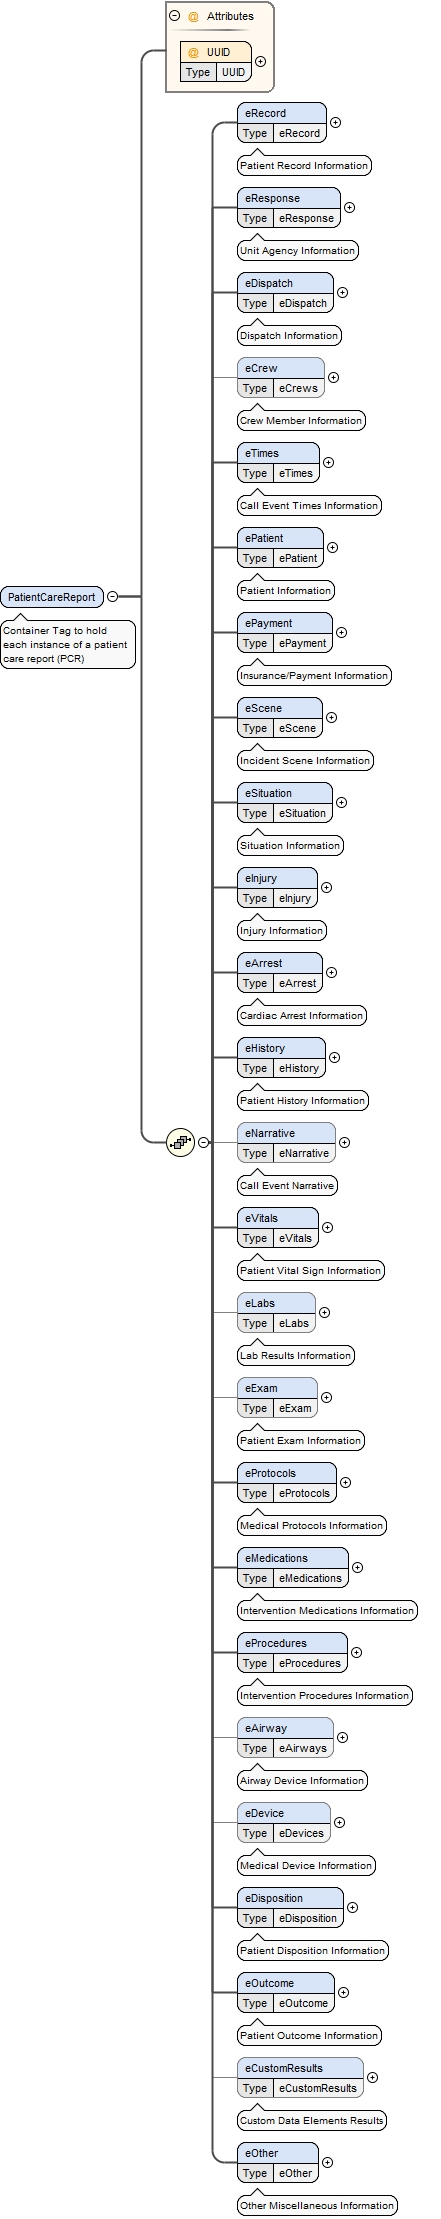 @ Attributes
@ UUID
Type UUID
eRecord
Type eRecord
Patient Record Information
eResponse
Type eResponse
Unit Agency Information
eDispatch
Type eDispatch
Dispatch Information
eCrew
Type eCrews
Crew Member Information
eTimes
Type eTimes
Call Event Times Information
ePatient
Type ePatient
Patient Information
PatientCareReport
Container Tag to hold
each instance of a patient
care report (PCR)
ePayment
Type ePayment
Insurance/Payment Information
eScene
Type eScene
Incident Scene Information
eSituation
Type eSituation
Situation Information
eInjury
Type eInjury
Injury Information
eArrest
Type eArrest
Cardiac Arrest Information
eHistory
Type eHistory
Patient History Information
eNarrative
Type eNarrative
Call Event Narrative
eVitals
Type eVitals
Patient Vital Sign Information
eLabs
Type eLabs
Lab Results Information
eExam
Type eExam
Patient Exam Information
eProtocols
Type eProtocols
Medical Protocols Information
eMedications
Type eMedications
Intervention Medications Information
eProcedures
Type eProcedures
Intervention Procedures Information
eAirway
Type eAirways
Airway Device Information
eDevice
Type eDevices
Medical Device Information
eDisposition
Type eDisposition
Patient Disposition Information
eOutcome
Type eOutcome
Patient Outcome Information
eCustomResults
Type eCustomResults
Custom Data Elements Results
eOther
Type eOther
Other Miscellaneous Information